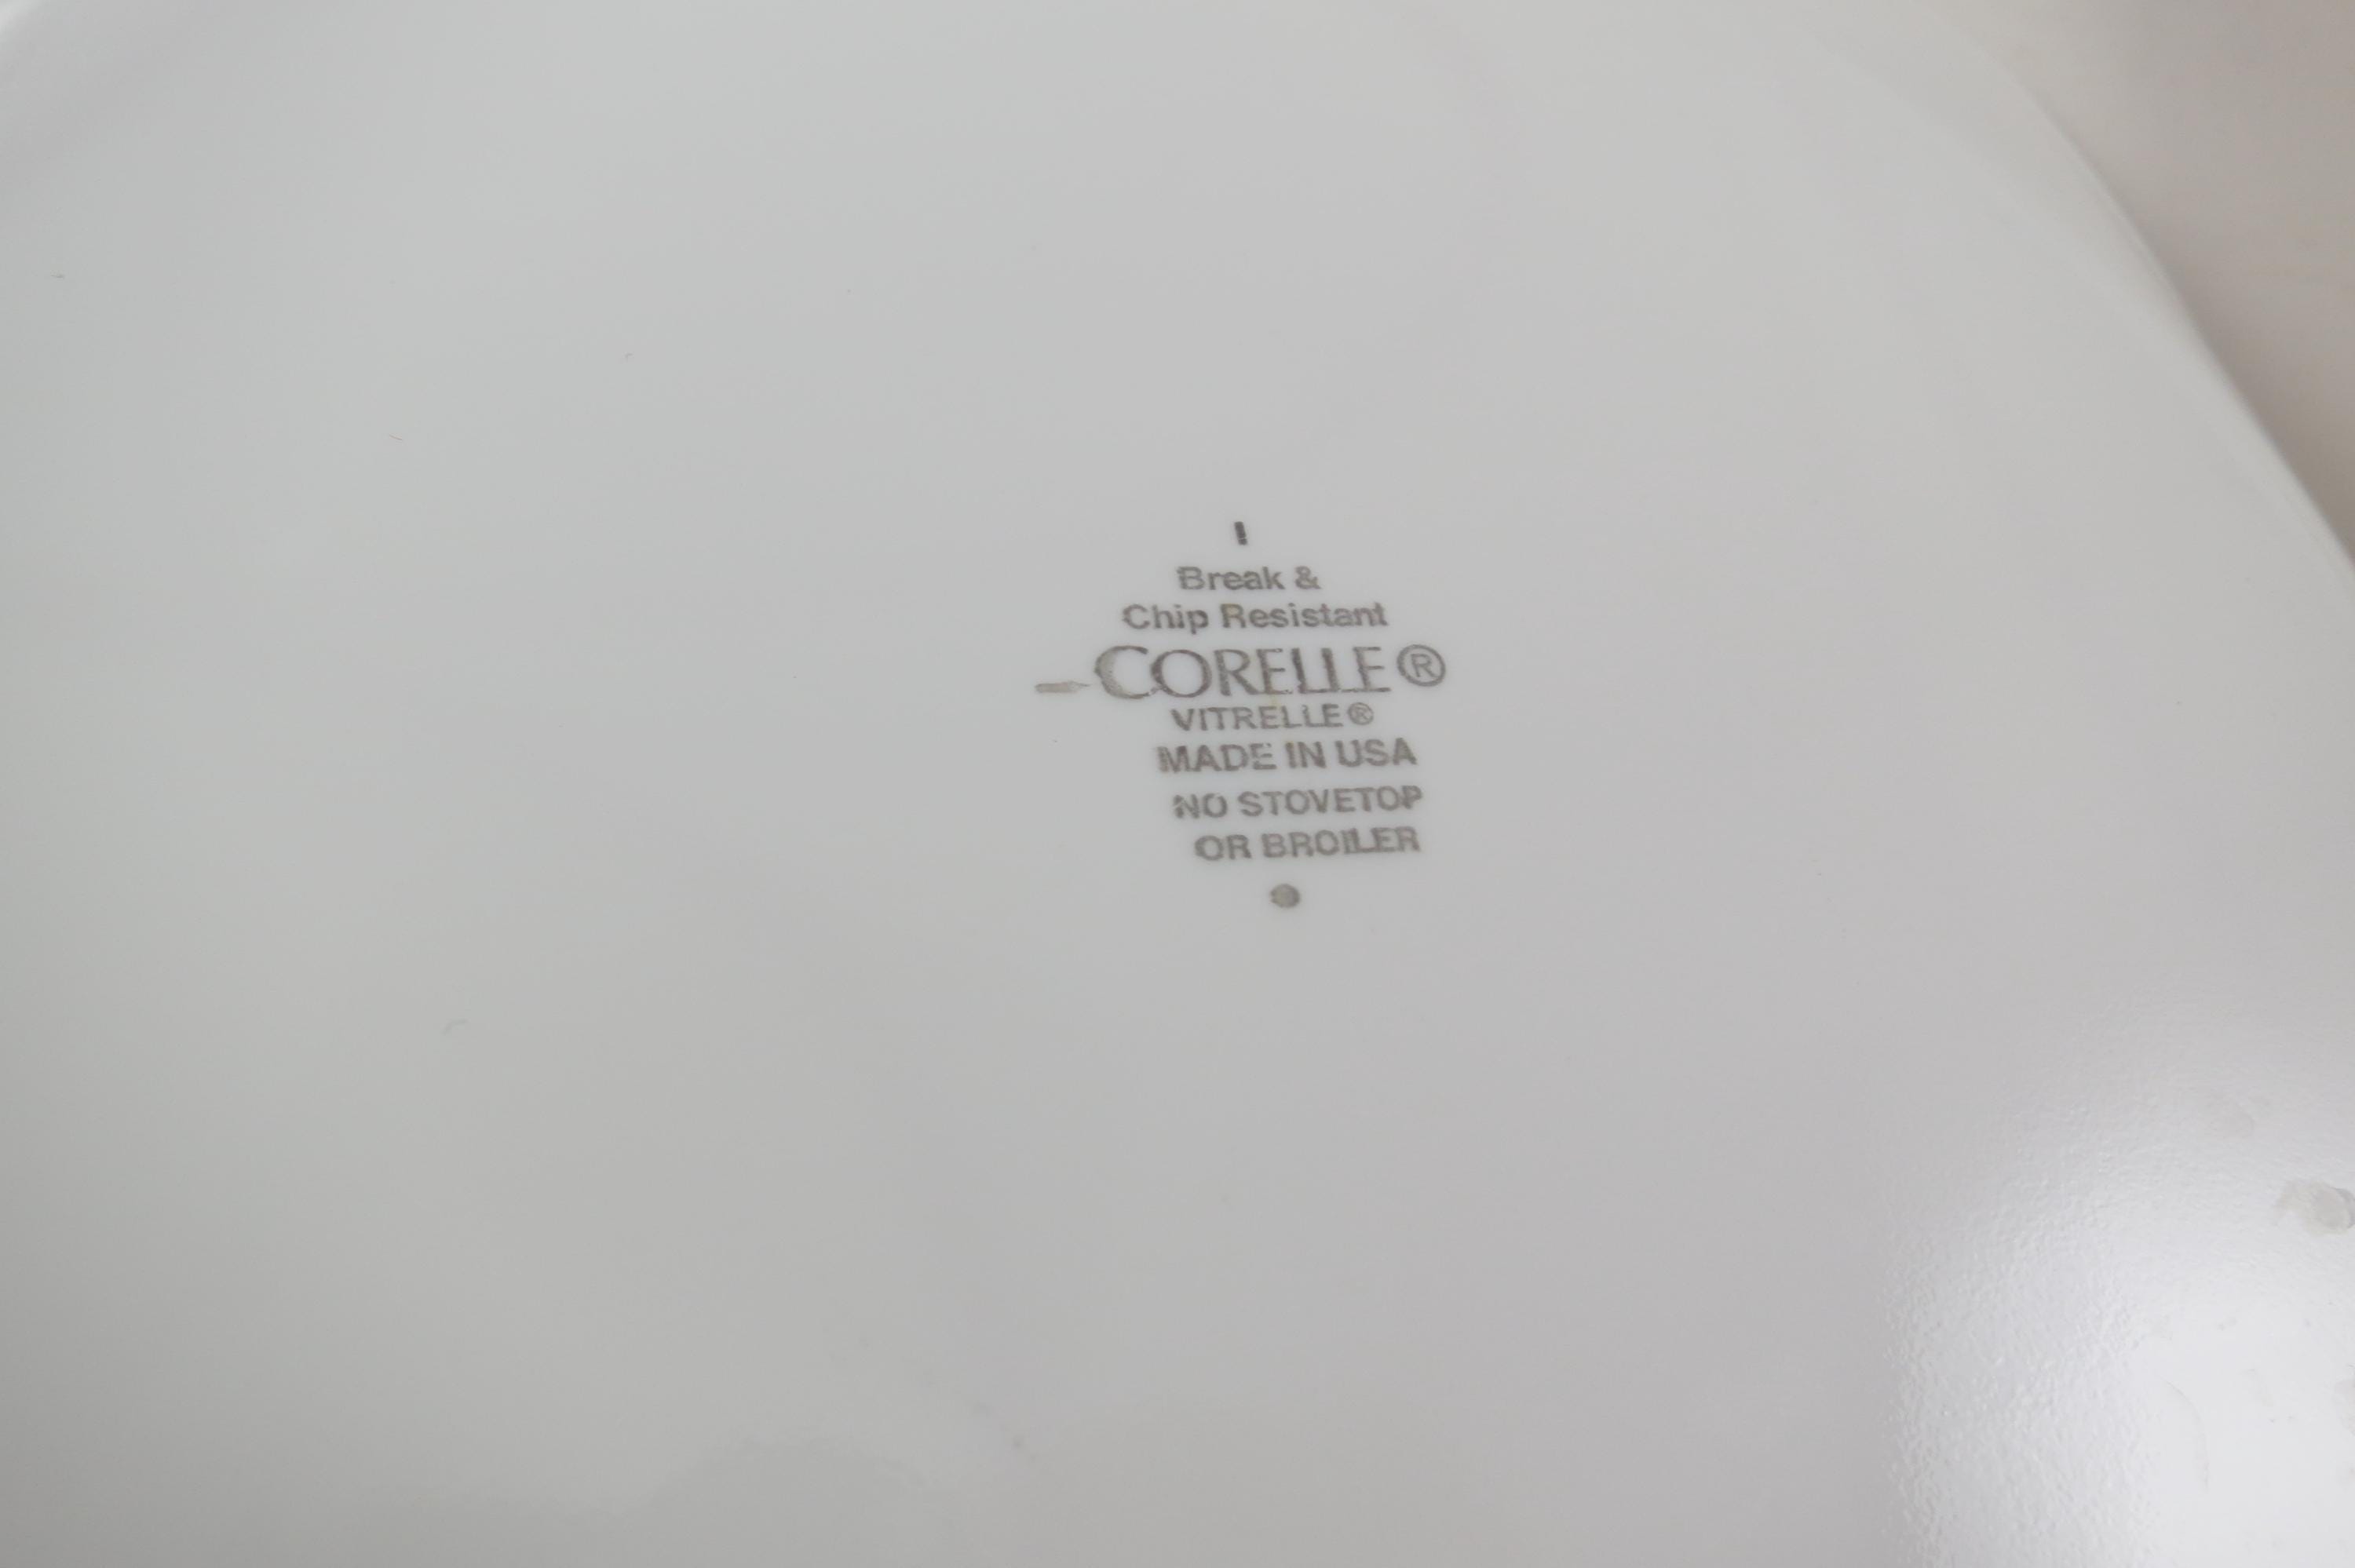 Break &
Chip Resistant
CORELLE®
VITRELLE®
MADE IN USA
NO STOVETOP
OR BROILER